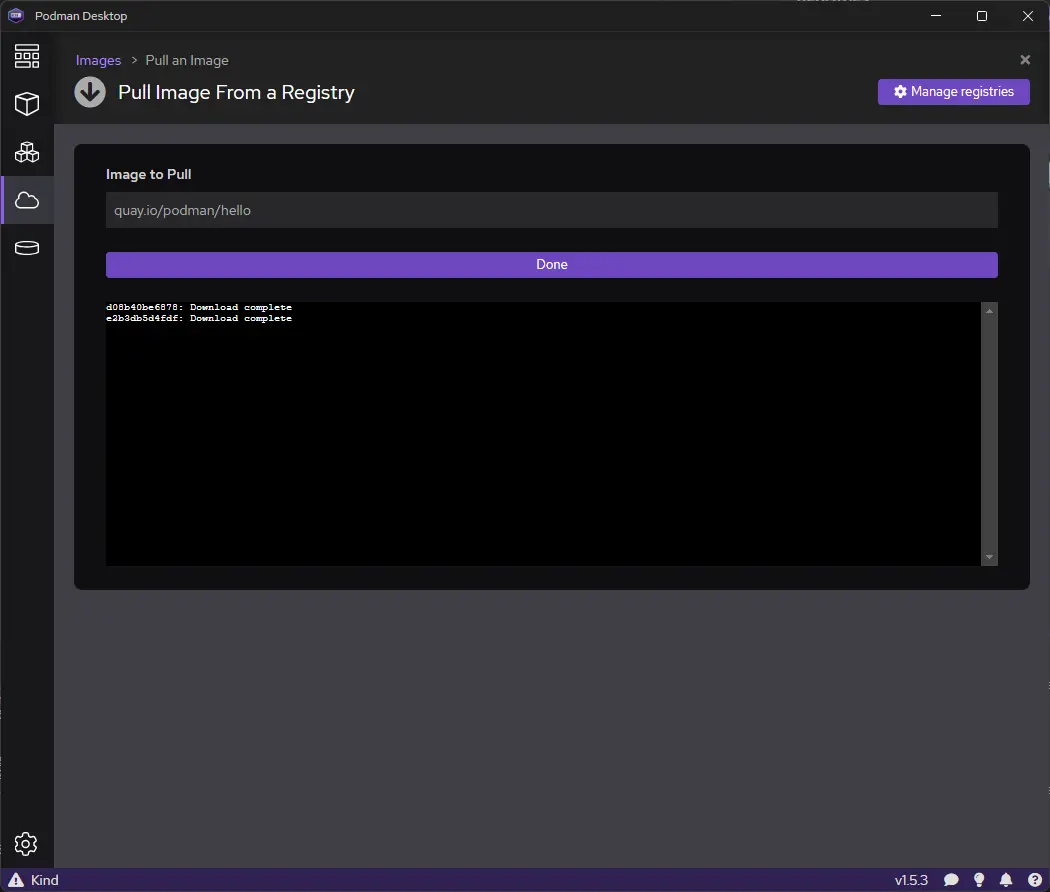 Podman Desktop
Images > Pull an Image
Pull Image From a Registry
Manage registries
Image to Pull
quay.io/podman/hello
Done
d08b40be6878: Download complete
e2b3db5d4fdf: Download complete
Kind
v1.5.3